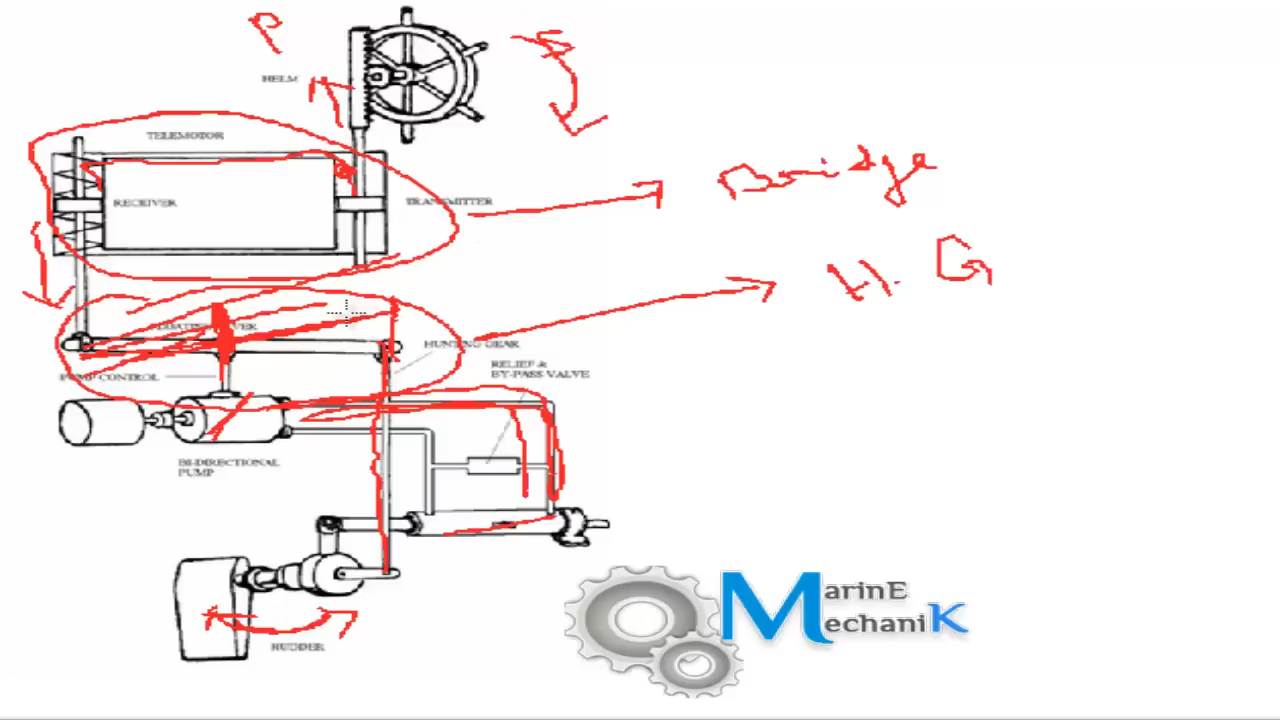 P
S
HELM
TELEMOTOR
RECEIVER
TRANSMITTER
Bridge
H. G
HUNTING GEAR
RELIEF &
BY-PASS VALVE
PUMP CONTROL
BI-DIRECTIONAL
PUMP
RUDDER
MarinE
MechaniK